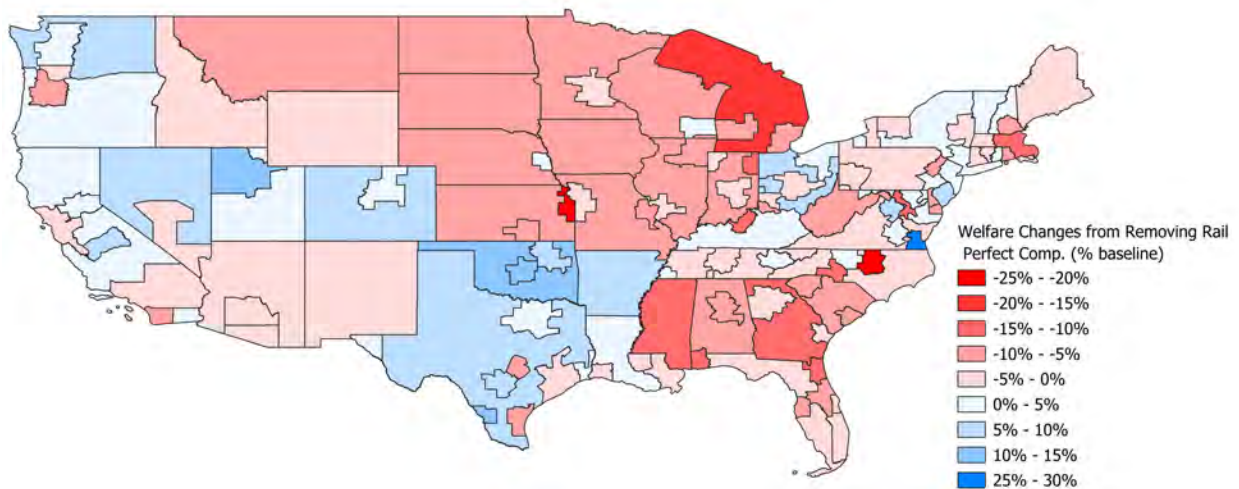 Welfare Changes from Removing Rail
Perfect Comp. (% baseline)
-25% - -20%
-20% - -15%
-15% - -10%
-10% - -5%
-5% - 0%
0% - 5%
5% - 10%
10% - 15%
25% - 30%